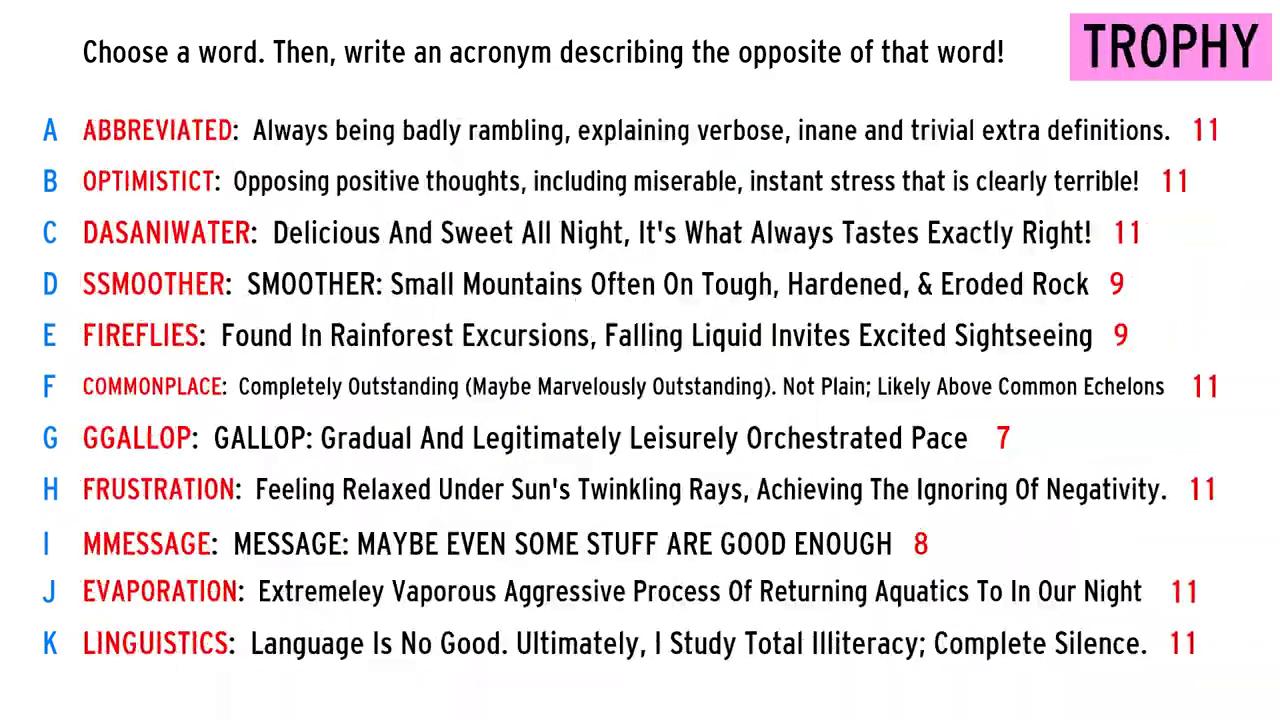 Choose a word. Then, write an acronym describing the opposite of that word!
TROPHY
A ABBREVIATED: Always being badly rambling, explaining verbose, inane and trivial extra definitions. 11
B OPTIMISTICT: Opposing positive thoughts, including miserable, instant stress that is clearly terrible! 11
C DASANIWATER: Delicious And Sweet All Night, It's What Always Tastes Exactly Right! 11
D SSMOOTHER: SMOOTHER: Small Mountains Often On Tough, Hardened, & Eroded Rock 9
E FIREFLIES: Found In Rainforest Excursions, Falling Liquid Invites Excited Sightseeing 9
F COMMONPLACE: Completely Outstanding (Maybe Marvelously Outstanding). Not Plain; Likely Above Common Echelons 11
G GGALLOP: GALLOP: Gradual And Legitimately Leisurely Orchestrated Pace 7
H FRUSTRATION: Feeling Relaxed Under Sun's Twinkling Rays, Achieving The Ignoring Of Negativity. 11
I MMESSAGE: MESSAGE: MAYBE EVEN SOME STUFF ARE GOOD ENOUGH 8
J EVAPORATION: Extremeley Vaporous Aggressive Process Of Returning Aquatics To In Our Night 11
K LINGUISTICS: Language Is No Good. Ultimately, I Study Total Illiteracy; Complete Silence. 11